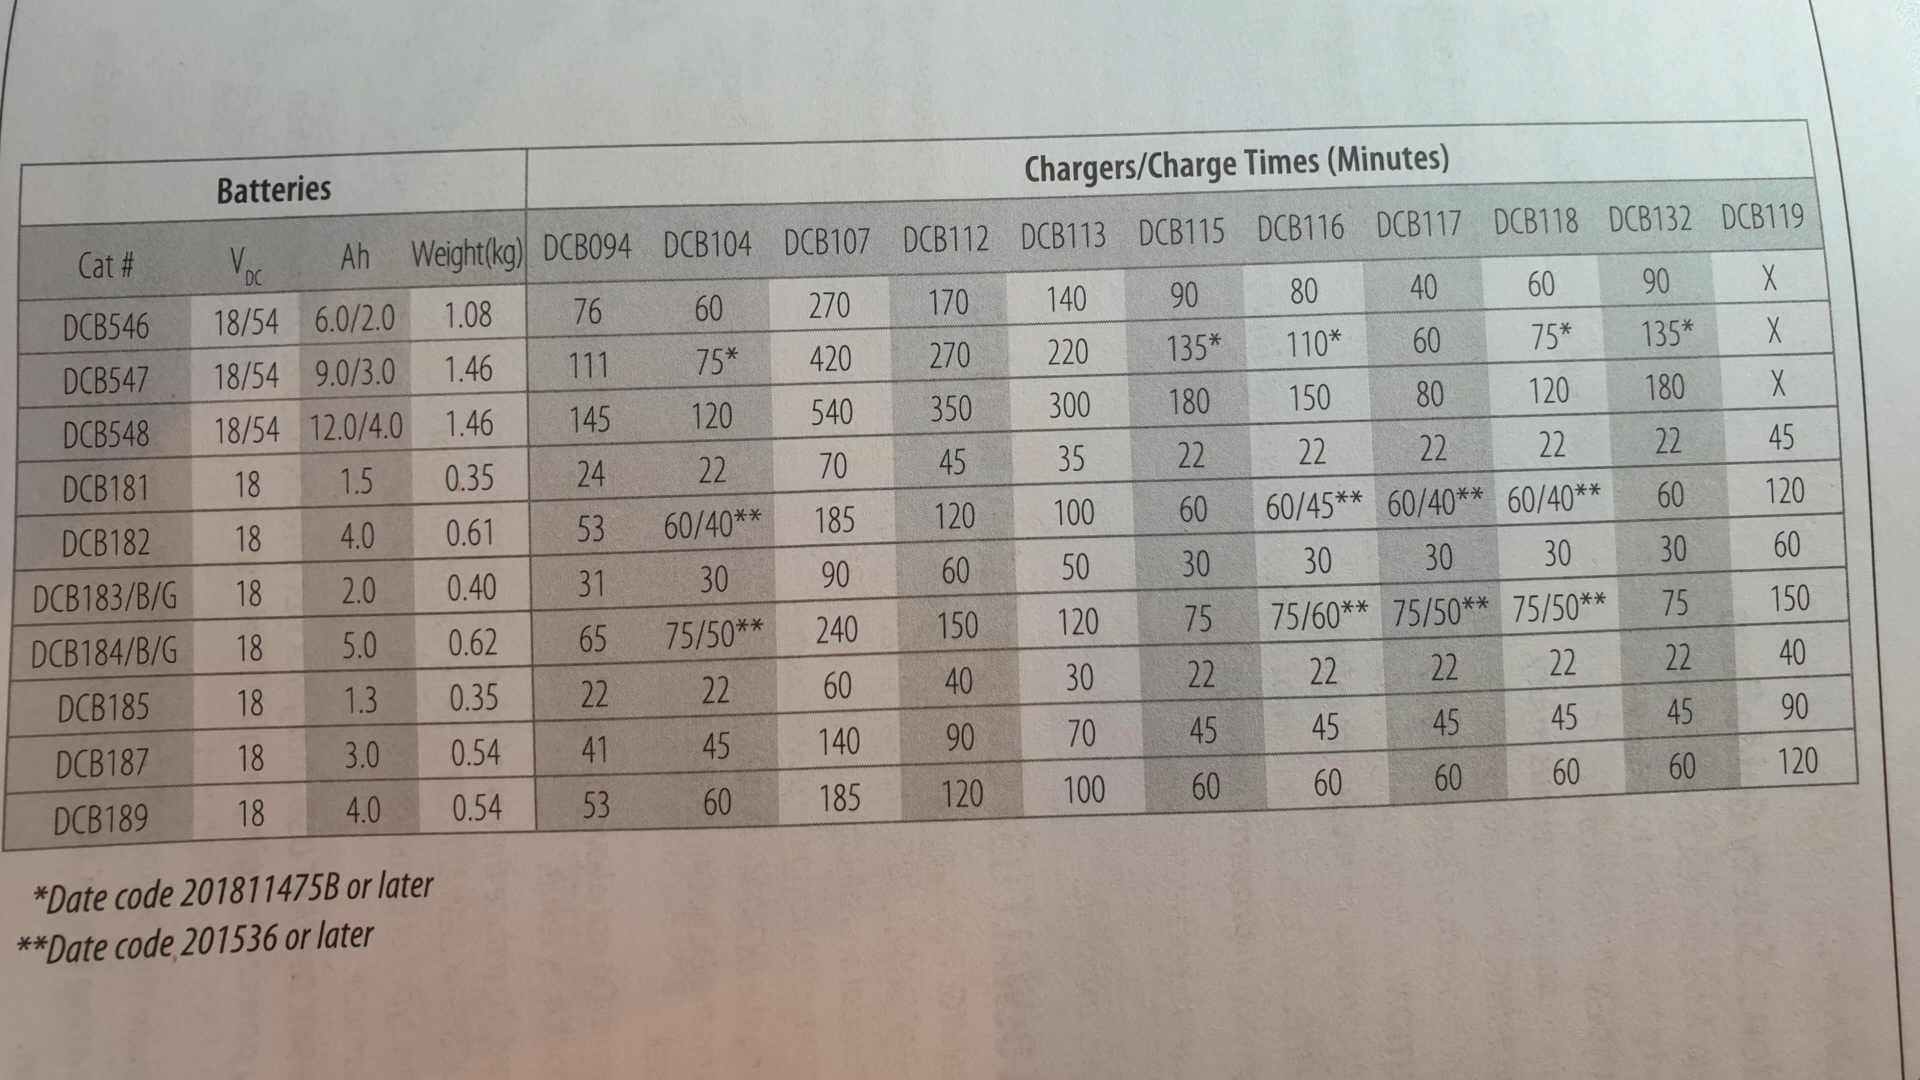 Batteries Chargers/Charge Times (Minutes)
Cat # VDC Ah Weight(kg) DCB094 DCB104 DCB107 DCB112 DCB113 DCB115 DCB116 DCB117 DCB118 DCB132 DCB119
DCB546 18/54 6.0/2.0 1.08 76 60 270 170 140 90 80 40 60 90 X
DCB547 18/54 9.0/3.0 1.46 111 75* 420 270 220 135* 110* 60 75* 135* X
DCB548 18/54 12.0/4.0 1.46 145 120 540 350 300 180 150 80 120 180 X
DCB181 18 1.5 0.35 24 22 70 45 35 22 22 22 22 22 45
DCB182 18 4.0 0.61 53 60/40** 185 120 100 60 60/45** 60/40** 60/40** 60 120
DCB183/B/G 18 2.0 0.40 31 30 90 60 50 30 30 30 30 30 60
DCB184/B/G 18 5.0 0.62 65 75/50** 240 150 120 75 75/60** 75/50** 75/50** 75 150
DCB185 18 1.3 0.35 22 22 60 40 30 22 22 22 22 22 40
DCB187 18 3.0 0.54 41 45 140 90 70 45 45 45 45 45 90
DCB189 18 4.0 0.54 53 60 185 120 100 60 60 60 60 60 120
*Date code 201811475B or later
**Date code 201536 or later